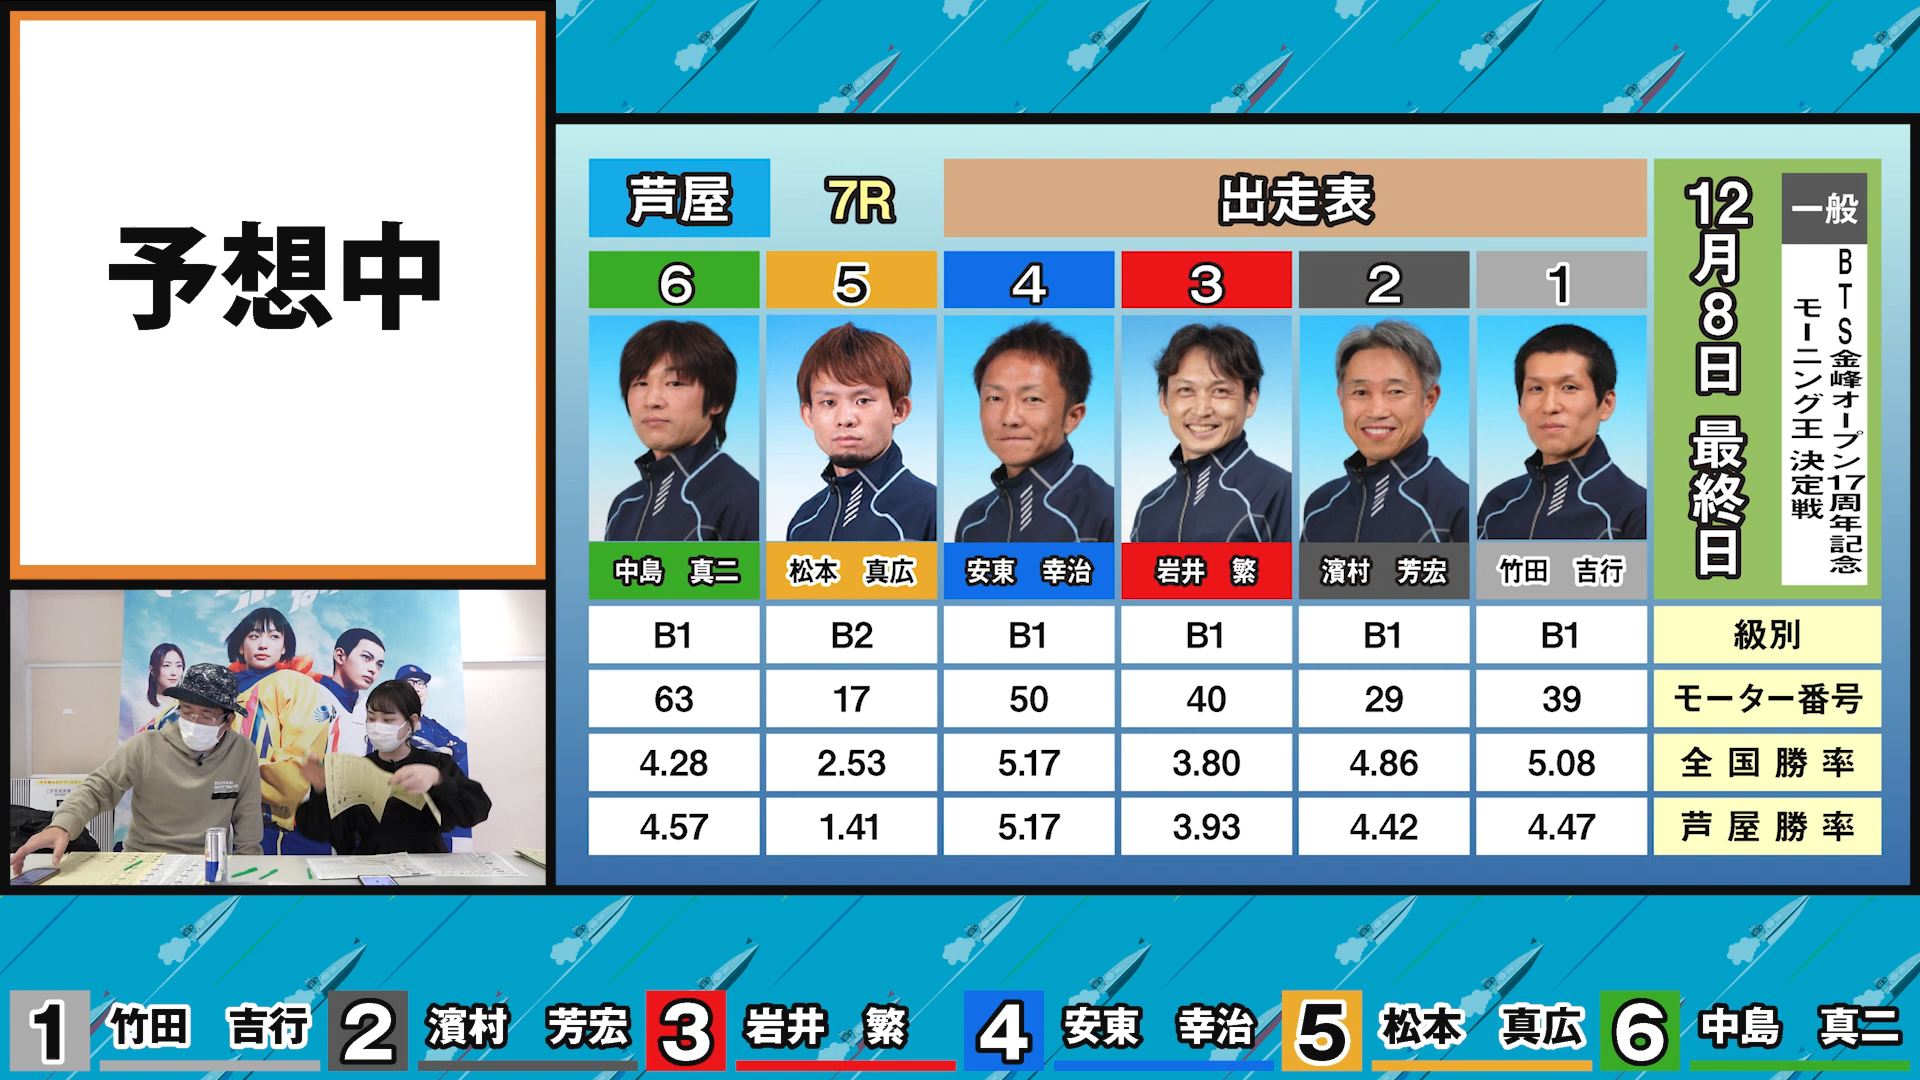 予想中
芦屋 7R 出走表
12月8日 最終日
一般
BTS金峰オープン17周年記念
モーニング王 決定戦
6 5 4 3 2 1
中島 真二 松本 真広 安東 幸治 岩井 繁 濱村 芳宏 竹田 吉行
B1 B2 B1 B1 B1 B1 級別
63 17 50 40 29 39 モーター番号
4.28 2.53 5.17 3.80 4.86 5.08 全国勝率
4.57 1.41 5.17 3.93 4.42 4.47 芦屋勝率
1 竹田 吉行 2 濱村 芳宏 3 岩井 繁 4 安東 幸治 5 松本 真広 6 中島 真二